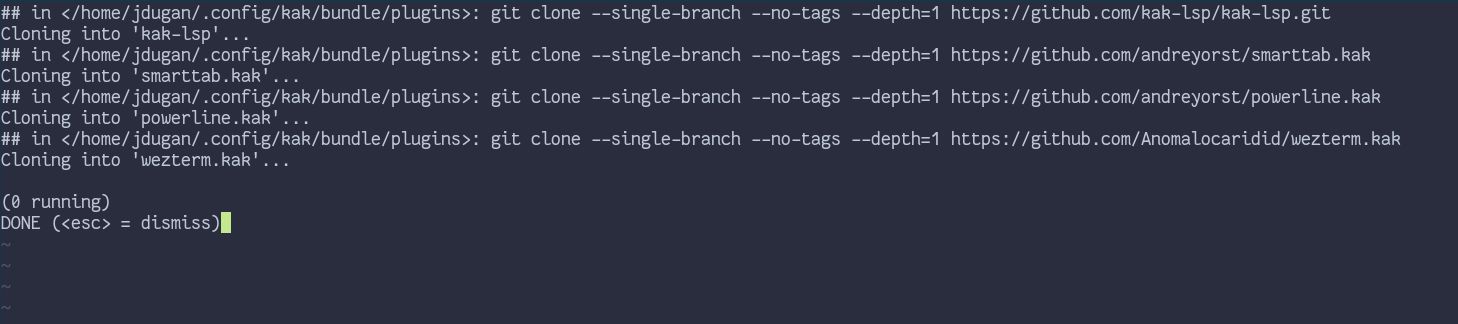 ## in </home/jdugan/.config/kak/bundle/plugins>: git clone --single-branch --no-tags --depth=1 https://github.com/kak-lsp/kak-lsp.git
Cloning into 'kak-lsp'...
## in </home/jdugan/.config/kak/bundle/plugins>: git clone --single-branch --no-tags --depth=1 https://github.com/andreyorst/smarttab.kak
Cloning into 'smarttab.kak'...
## in </home/jdugan/.config/kak/bundle/plugins>: git clone --single-branch --no-tags --depth=1 https://github.com/andreyorst/powerline.kak
Cloning into 'powerline.kak'...
## in </home/jdugan/.config/kak/bundle/plugins>: git clone --single-branch --no-tags --depth=1 https://github.com/Anomalocaridid/wezterm.kak
Cloning into 'wezterm.kak'...
(0 running)
DONE (<esc> = dismiss)
~
~
~
~